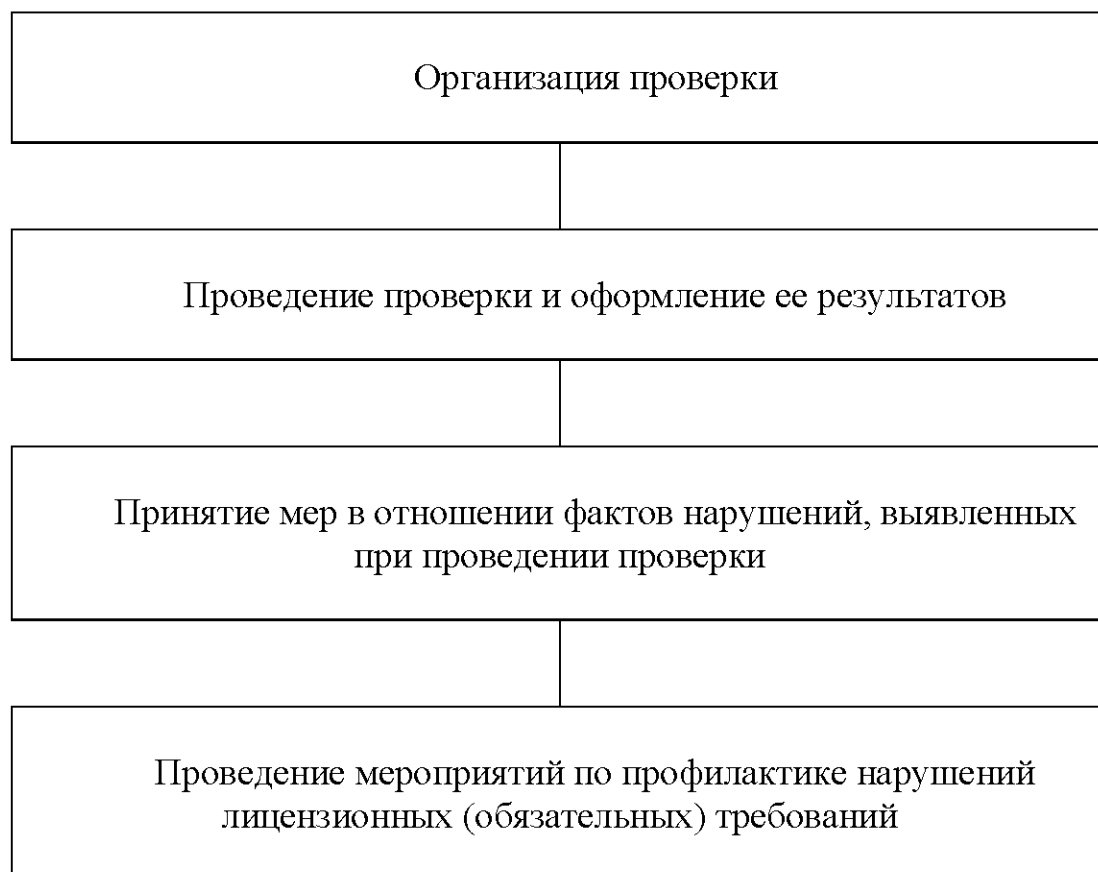 Организация проверки
Проведение проверки и оформление ее результатов
Принятие мер в отношении фактов нарушений, выявленных
при проведении проверки
Проведение мероприятий по профилактике нарушений
лицензионных (обязательных) требований